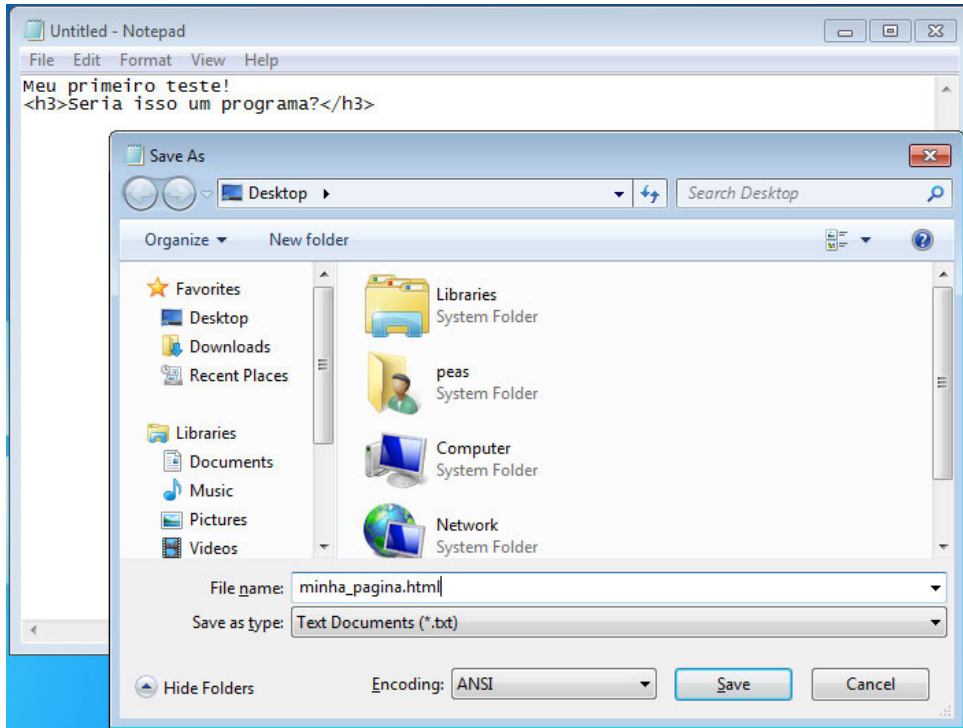 Untitled - Notepad
File Edit Format View Help
Meu primeiro teste!
<h3>Seria isso um programa?</h3>
Save As
Desktop
Search Desktop
Organize New folder
Favorites
Desktop
Downloads
Recent Places
Libraries
Documents
Music
Pictures
Videos
Libraries
System Folder
peas
System Folder
Computer
System Folder
Network
System Folder
File name: minha_pagina.html
Save as type: Text Documents (*.txt)
Hide Folders Encoding: ANSI Save Cancel